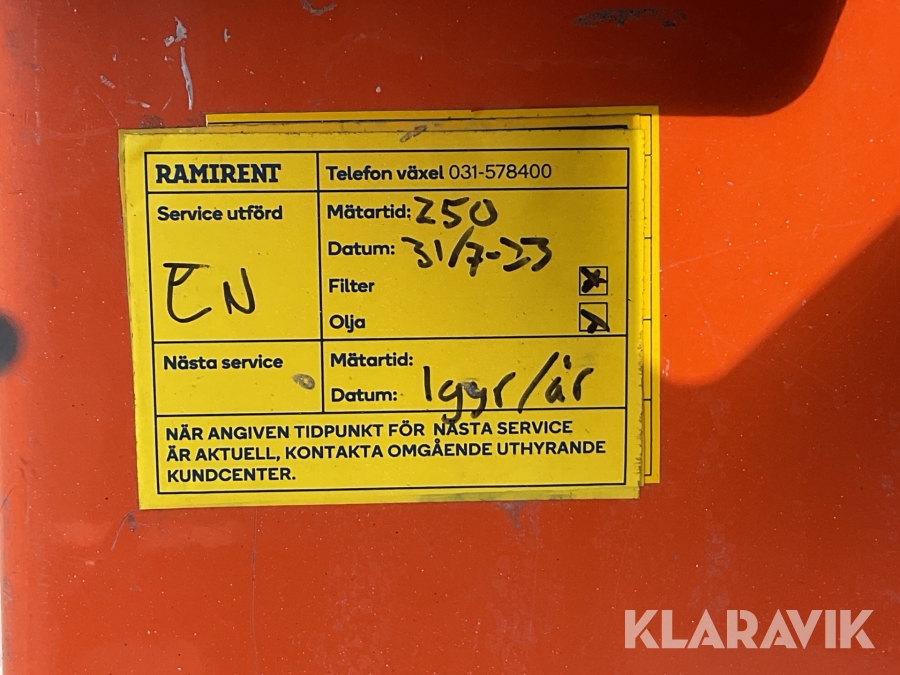 RAMIRENT
Telefon växel 031-578400
Service utförd
EN
Mätartid: 250
Datum: 31/7-23
Filter x
Olja x
Nästa service
Mätartid:
Datum: 1ggr/år
NÄR ANGIVEN TIDPUNKT FÖR NÄSTA SERVICE
ÄR AKTUELL, KONTAKTA OMGÅENDE UTHYRANDE
KUNDCENTER.
KLARAVIK